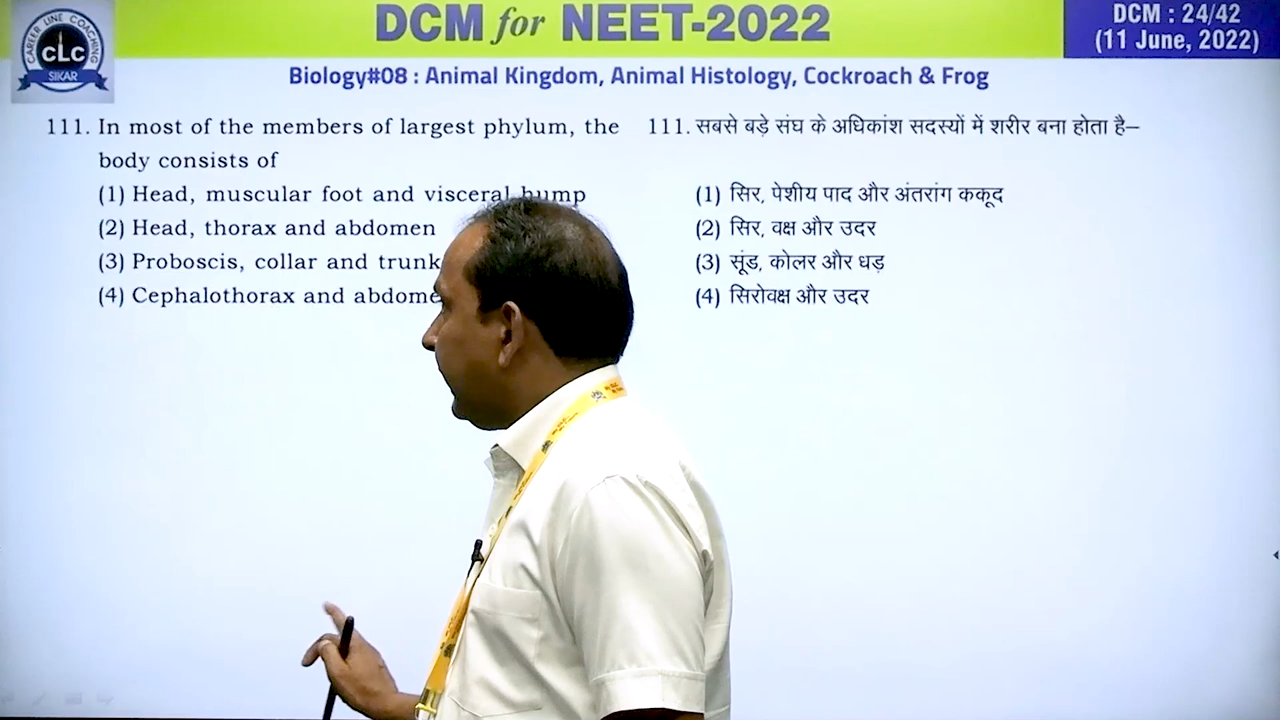 CAREER LINE COACHING
CLC
SIKAR
DCM for NEET-2022
DCM : 24/42
(11 June, 2022)
Biology#08 : Animal Kingdom, Animal Histology, Cockroach & Frog
111. In most of the members of largest phylum, the
body consists of
(1) Head, muscular foot and visceral hump
(2) Head, thorax and abdomen
(3) Proboscis, collar and trunk
(4) Cephalothorax and
111. सबसे बड़े संघ के अधिकांश सदस्यों में शरीर बना होता है–
(1) सिर, पेशीय पाद और अंतरांग ककूद
(2) सिर, वक्ष और उदर
(3) सूंड, कोलर और धड़
(4) सिरोवक्ष और उदर